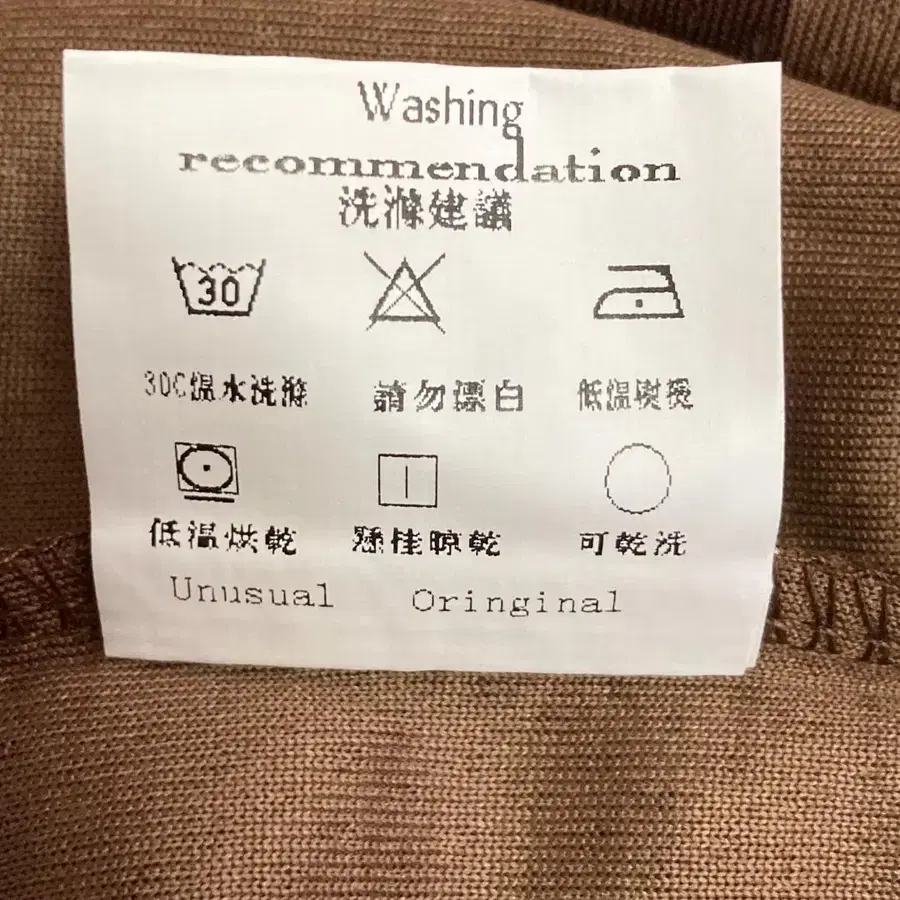 Washing
recommendation
洗滌建議
30
30C溫水洗滌 請勿漂白 低溫熨燙
低溫烘乾 懸挂晾乾 可乾洗
Unusual Oringinal